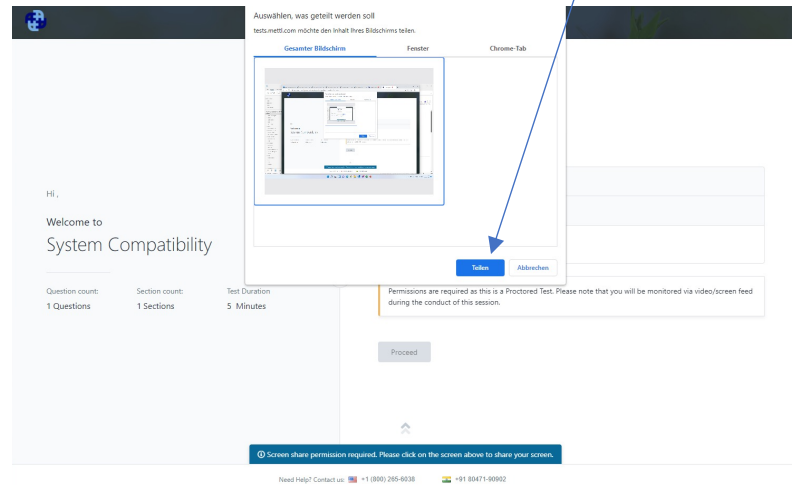 Auswählen, was geteilt werden soll
tests.mettl.com möchte den Inhalt Ihres Bildschirms teilen.
Gesamter Bildschirm Fenster Chrome-Tab
Teilen Abbrechen
Hi ,
Welcome to
System Compatibility
Question count: Section count: Test Duration
1 Questions 1 Sections 5 Minutes
Permissions are required as this is a Proctored Test. Please note that you will be monitored via video/screen feed
during the conduct of this session.
Proceed
Screen share permission required. Please click on the screen above to share your screen.
Need Help? Contact us: +1 (800) 265-6038 +91 80471-90902